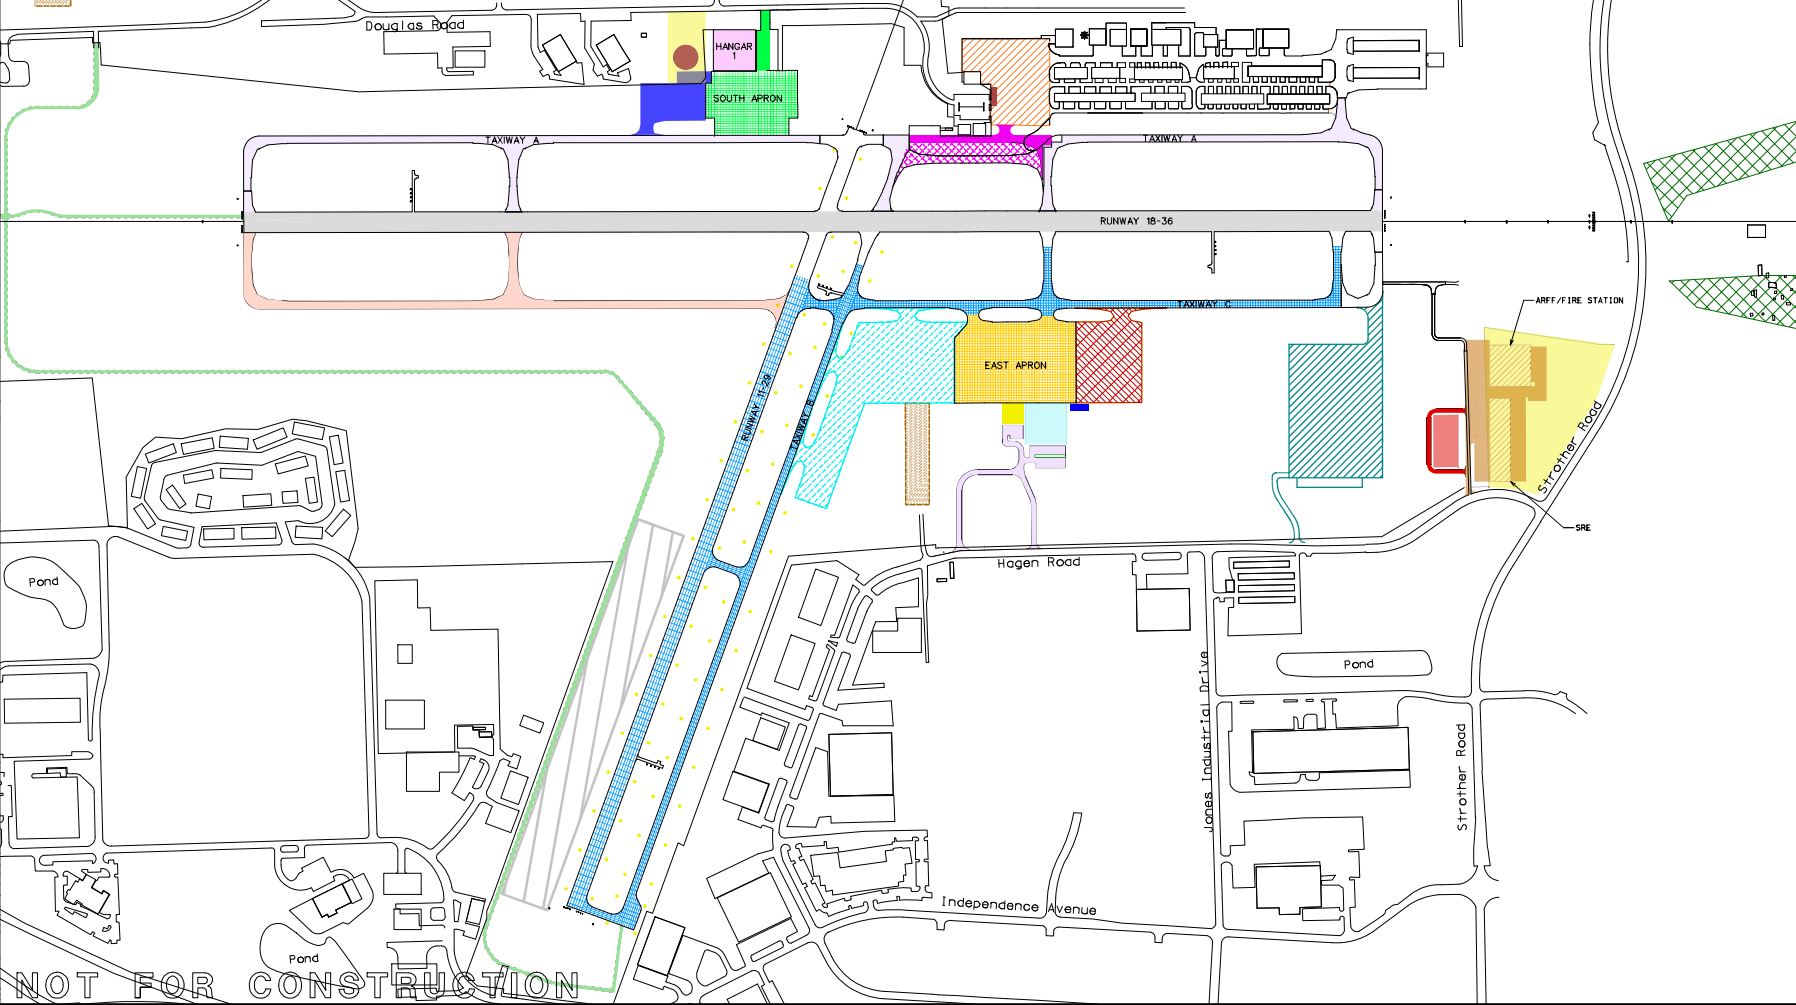 Douglas Road
HANGAR
1
SOUTH APRON
TAXIWAY A
TAXIWAY A
RUNWAY 18-36
TAXIWAY C
ARFF/FIRE STATION
EAST APRON
RUNWAY 11-29
TAXIWAY B
Strother Road
SRE
Hagen Road
Pond
Pond
Jones Industrial Drive
Strother Road
Independence Avenue
Pond
NOT FOR CONSTRUCTION